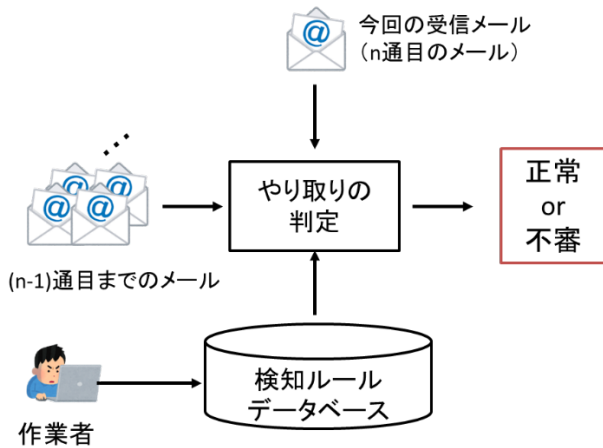 今回の受信メール
（n通目のメール）
やり取りの
判定
正常
or
不審
(n-1)通目までのメール
検知ルール
データベース
作業者